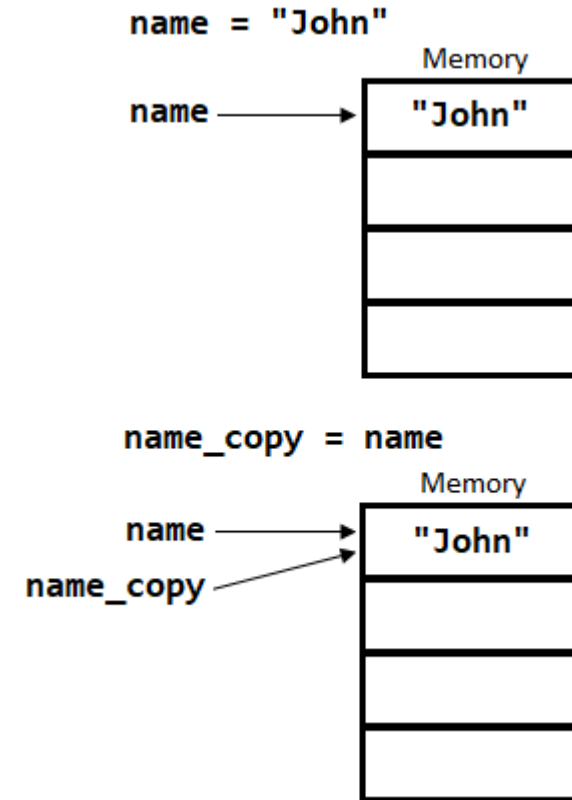 name = "John"
Memory
name "John"
name_copy = name
Memory
name "John"
name_copy